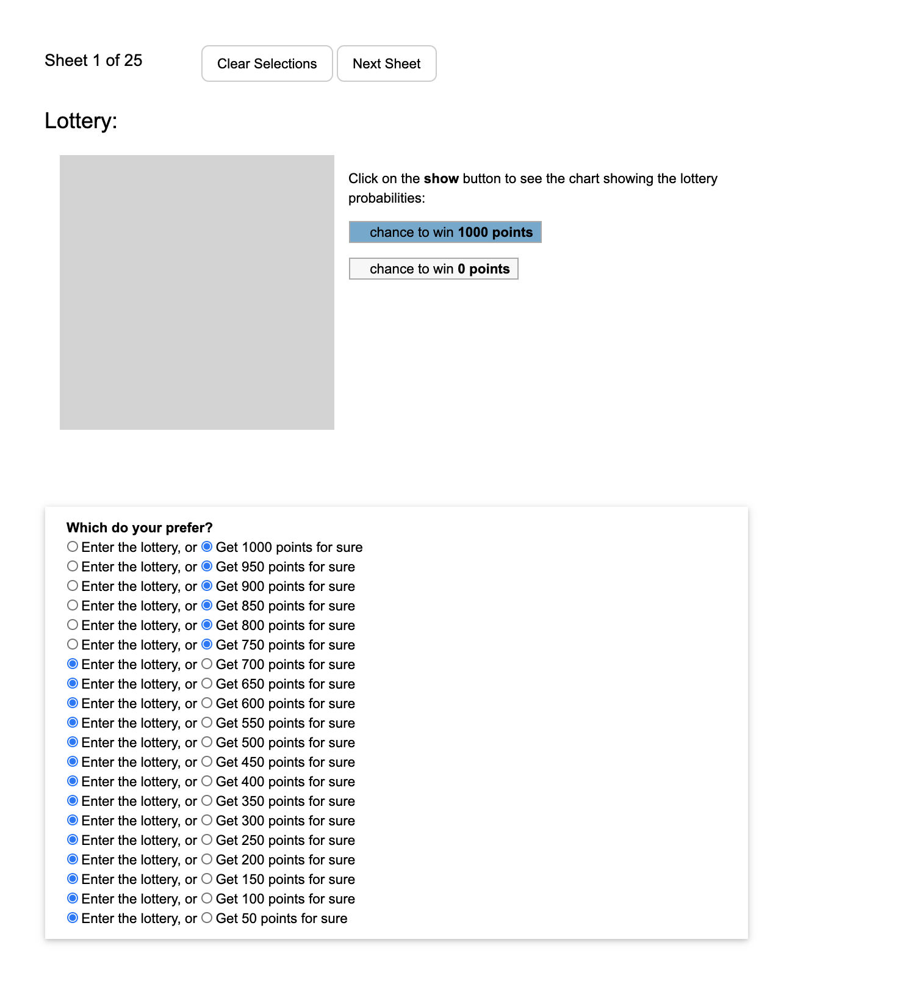 Sheet 1 of 25
Clear Selections
Next Sheet
Lottery:
Click on the show button to see the chart showing the lottery
probabilities:
chance to win 1000 points
chance to win 0 points
Which do your prefer?
Enter the lottery, or Get 1000 points for sure
Enter the lottery, or Get 950 points for sure
Enter the lottery, or Get 900 points for sure
Enter the lottery, or Get 850 points for sure
Enter the lottery, or Get 800 points for sure
Enter the lottery, or Get 750 points for sure
Enter the lottery, or Get 700 points for sure
Enter the lottery, or Get 650 points for sure
Enter the lottery, or Get 600 points for sure
Enter the lottery, or Get 550 points for sure
Enter the lottery, or Get 500 points for sure
Enter the lottery, or Get 450 points for sure
Enter the lottery, or Get 400 points for sure
Enter the lottery, or Get 350 points for sure
Enter the lottery, or Get 300 points for sure
Enter the lottery, or Get 250 points for sure
Enter the lottery, or Get 200 points for sure
Enter the lottery, or Get 150 points for sure
Enter the lottery, or Get 100 points for sure
Enter the lottery, or Get 50 points for sure